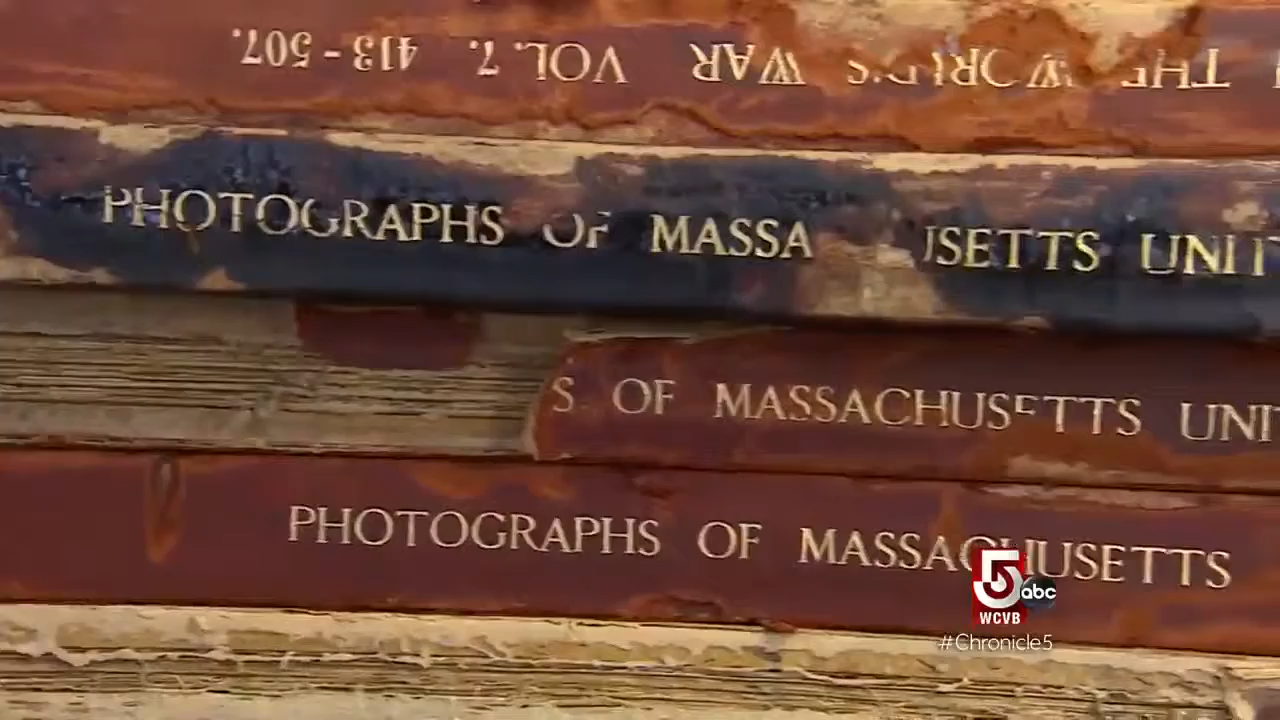 THE WORLD'S WAR VOL. 7. 413-507.
PHOTOGRAPHS OF MASSA USETTS UNIT
S OF MASSACHUSETTS UNIT
PHOTOGRAPHS OF MASSACHUSETTS
5 abc
WCVB
#Chronicle5